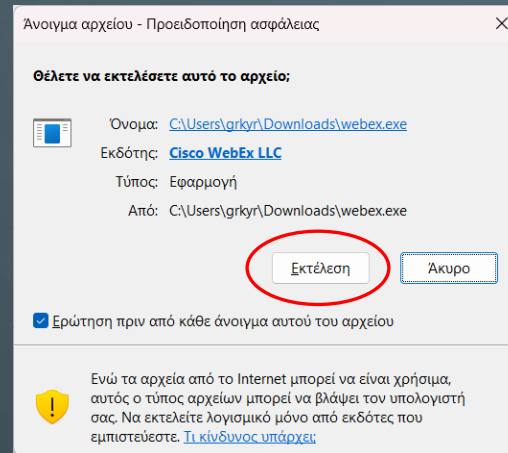 Άνοιγμα αρχείου - Προειδοποίηση ασφάλειας
Θέλετε να εκτελέσετε αυτό το αρχείο;
Όνομα: C:\Users\grkyr\Downloads\webex.exe
Εκδότης: Cisco WebEx LLC
Τύπος: Εφαρμογή
Από: C:\Users\grkyr\Downloads\webex.exe
Εκτέλεση Άκυρο
Ερώτηση πριν από κάθε άνοιγμα αυτού του αρχείου
Ενώ τα αρχεία από το Internet μπορεί να είναι χρήσιμα,
αυτός ο τύπος αρχείων μπορεί να βλάψει τον υπολογιστή
σας. Να εκτελείτε λογισμικό μόνο από εκδότες που
εμπιστεύεστε. Τι κίνδυνος υπάρχει;